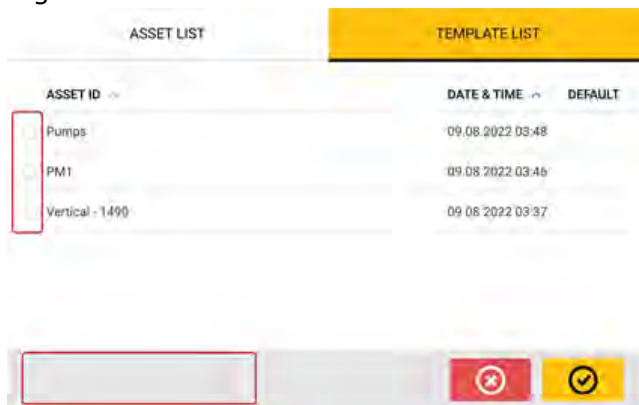 ASSET LIST TEMPLATE LIST
ASSET ID DATE & TIME DEFAULT
Pumps 09.08.2022 03:48
PM1 09.08.2022 03:46
Vertical - 1490 09.08.2022 03:37